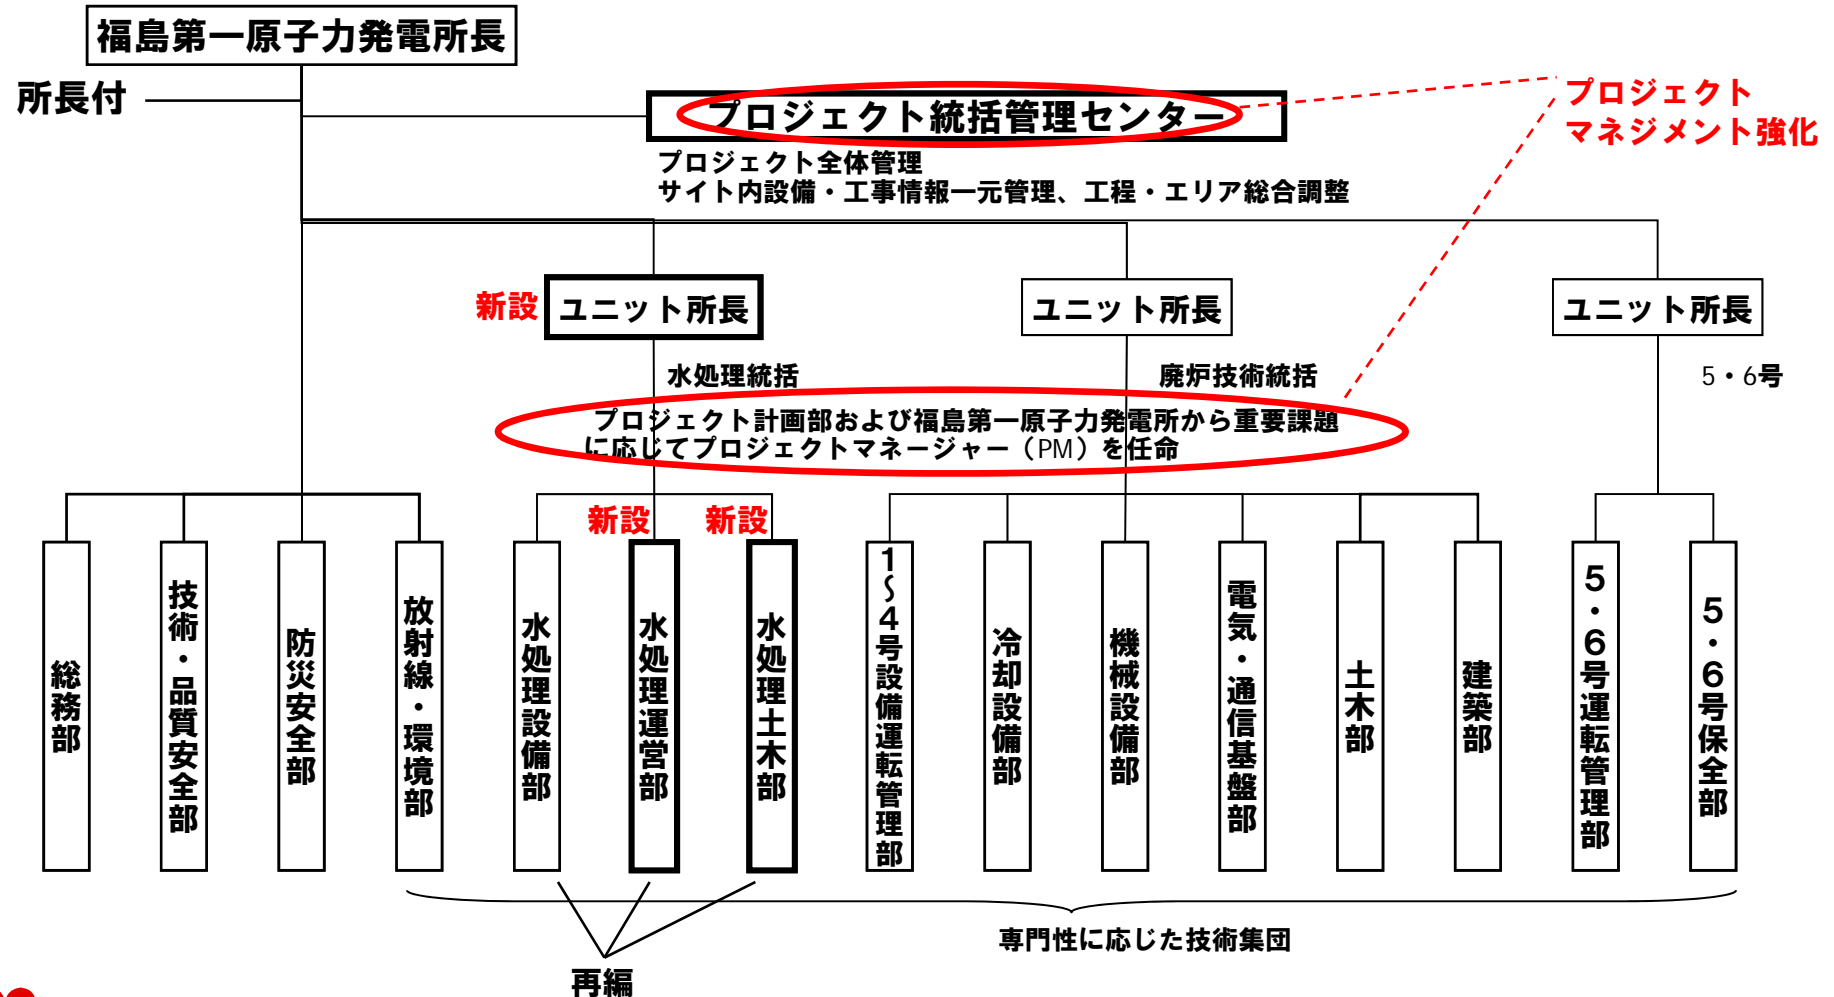 福島第一原子力発電所長
所長付
プロジェクト統括管理センター
プロジェクト
マネジメント強化
プロジェクト全体管理
サイト内設備・工事情報一元管理、工程・エリア総合調整
新設
ユニット所長
ユニット所長
ユニット所長
水処理統括
廃炉技術統括
5・6号
プロジェクト計画部および福島第一原子力発電所から重要課題
に応じてプロジェクトマネージャー（PM）を任命
新設
新設
総務部
技術・品質安全部
防災安全部
放射線・環境部
水処理設備部
水処理運営部
水処理土木部
１～４号設備運転管理部
冷却設備部
機械設備部
電気・通信基盤部
土木部
建築部
５・６号運転管理部
５・６号保全部
専門性に応じた技術集団
再編